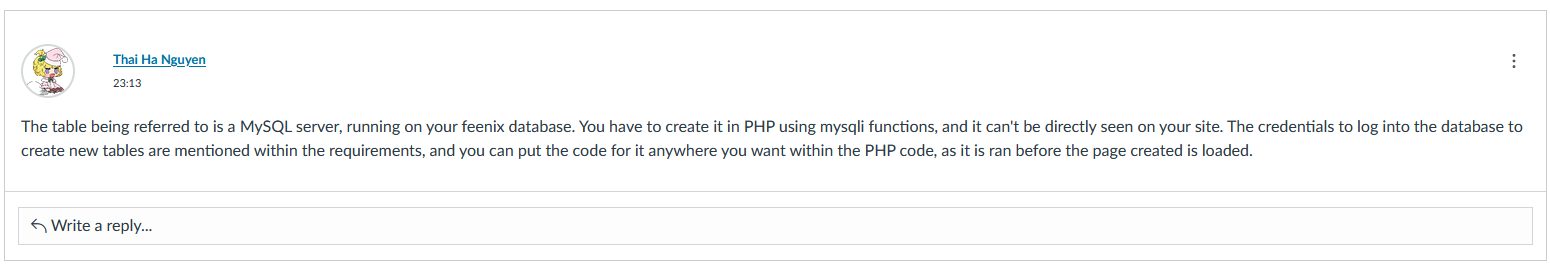 Thai Ha Nguyen
23:13
The table being referred to is a MySQL server, running on your feenix database. You have to create it in PHP using mysqli functions, and it can't be directly seen on your site. The credentials to log into the database to
create new tables are mentioned within the requirements, and you can put the code for it anywhere you want within the PHP code, as it is ran before the page created is loaded.
Write a reply...